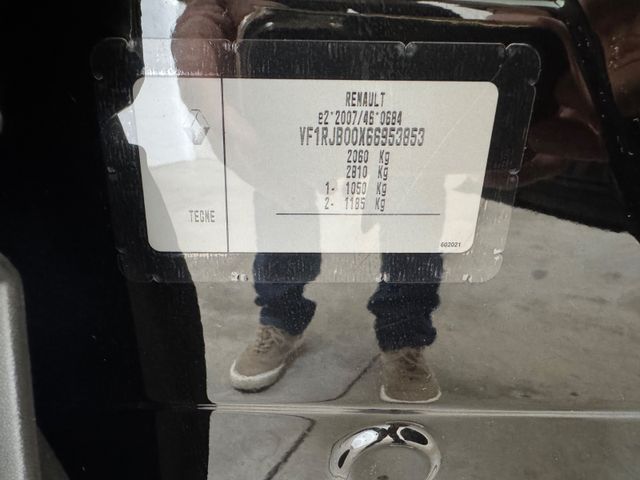 RENAULT
e2*2007/46*0684
VF1RJB00X66953853
2060 Kg
2810 Kg
1- 1050 Kg
2- 1185 Kg
TEGNE
602021